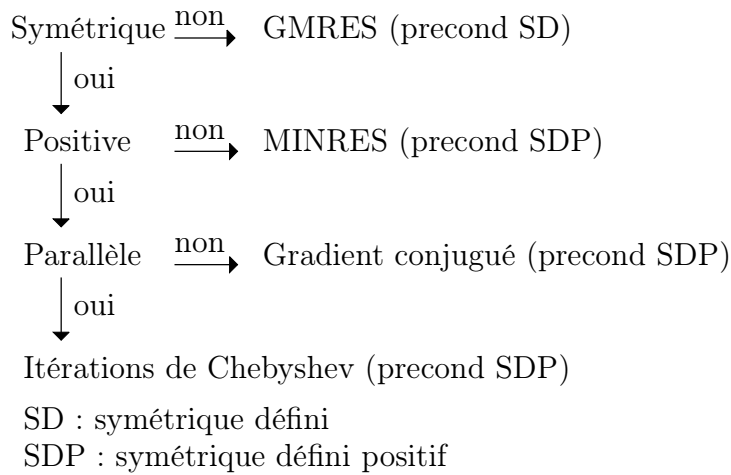 Symétrique non GMRES (precond SD)
oui
Positive non MINRES (precond SDP)
oui
Parallèle non Gradient conjugué (precond SDP)
oui
Itérations de Chebyshev (precond SDP)
SD : symétrique défini
SDP : symétrique défini positif